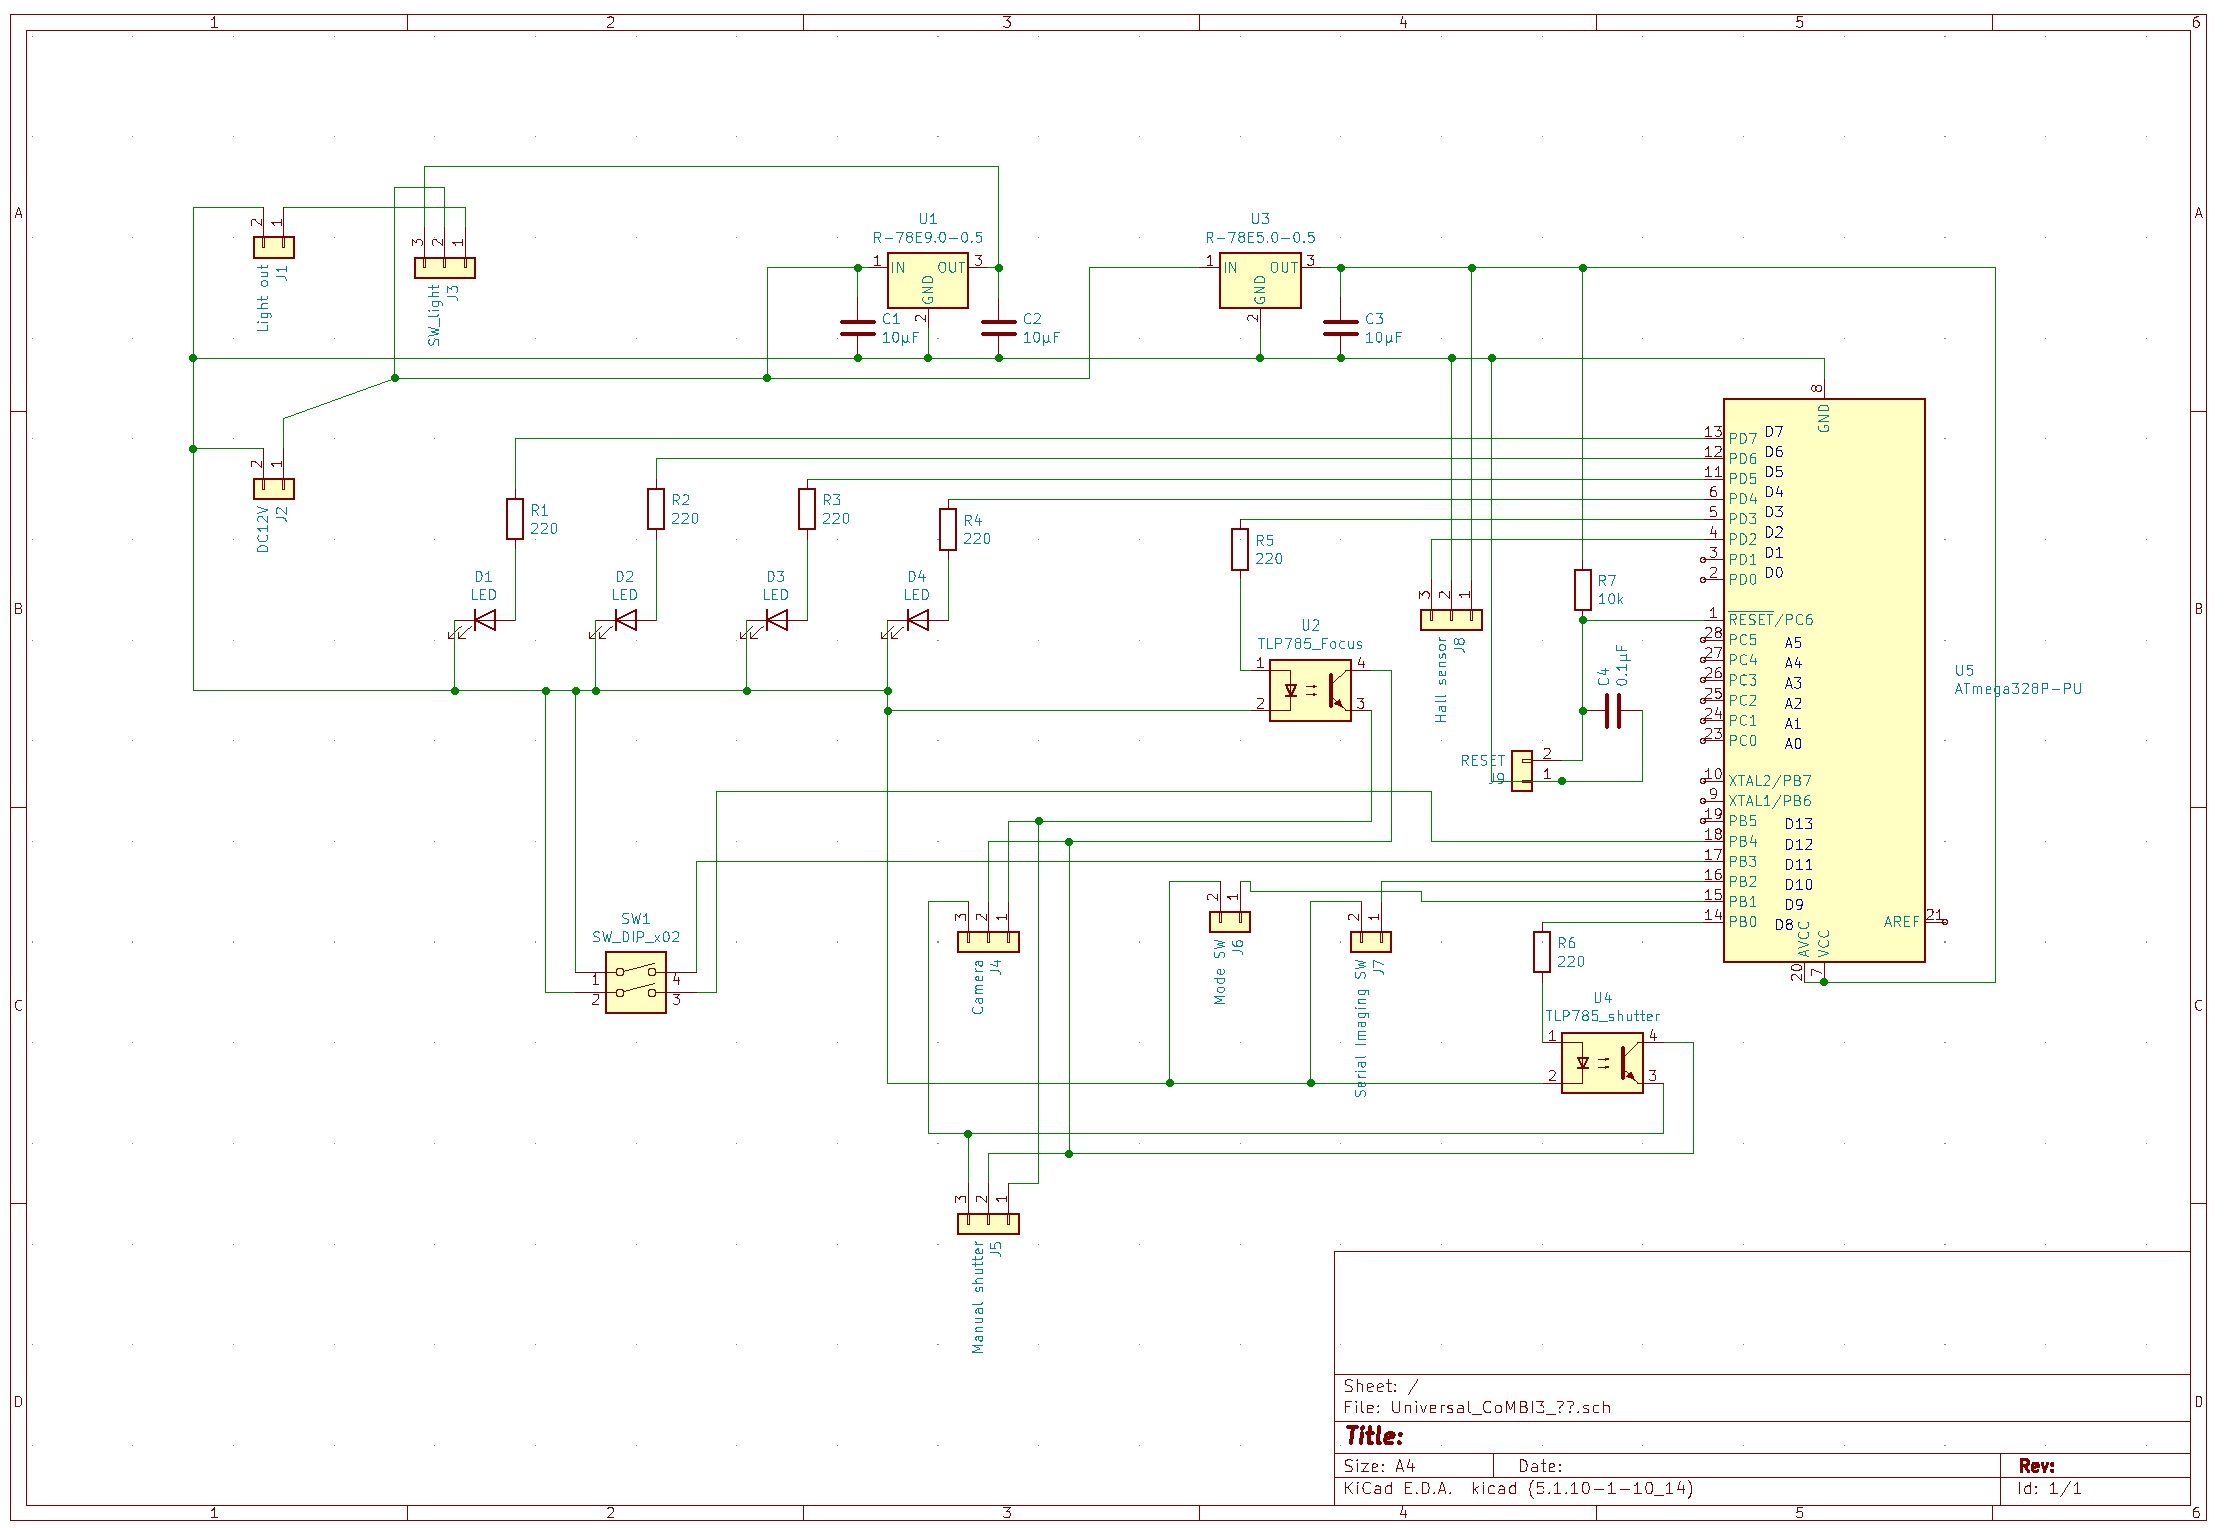 1 2 3 4 5 6
A A
B B
C C
D D
1 2 3 4 5 6
2 1
J1
Light out
3 2 1
J3
SW_light
U1
R-78E9.0-0.5
1 IN OUT 3
GND
2
C1
10µF
C2
10µF
U3
R-78E5.0-0.5
1 IN OUT 3
GND
2
C3
10µF
2 1
J2
DC12V
R1
220
R2
220
R3
220
R4
220
R5
220
D1
LED
D2
LED
D3
LED
D4
LED
U2
TLP785_Focus
1 4
2 3
3 2 1
J8
Hall sensor
R7
10k
C4
0.1µF
RESET
J9
2
1
8
GND
13 PD7 D7
12 PD6 D6
11 PD5 D5
6 PD4 D4
5 PD3 D3
4 PD2 D2
3 PD1 D1
2 PD0 D0
1 RESET/PC6
28 PC5 A5
27 PC4 A4
26 PC3 A3
25 PC2 A2
24 PC1 A1
23 PC0 A0
10 XTAL2/PB7
9 XTAL1/PB6
19 PB5 D13
18 PB4 D12
17 PB3 D11
16 PB2 D10
15 PB1 D9
14 PB0 D8
AREF 21
AVCC
VCC
20
7
U5
ATmega328P-PU
SW1
SW_DIP_x02
1 4
2 3
3 2 1
J4
Camera
2 1
J6
Mode SW
2 1
J7
Serial Imaging SW
R6
220
U4
TLP785_shutter
1 4
2 3
3 2 1
J5
Manual shutter
Sheet: /
File: Universal_CoMBI3_??.sch
Title:
Size: A4 Date: Rev:
KiCad E.D.A. kicad (5.1.10-1-10_14) Id: 1/1